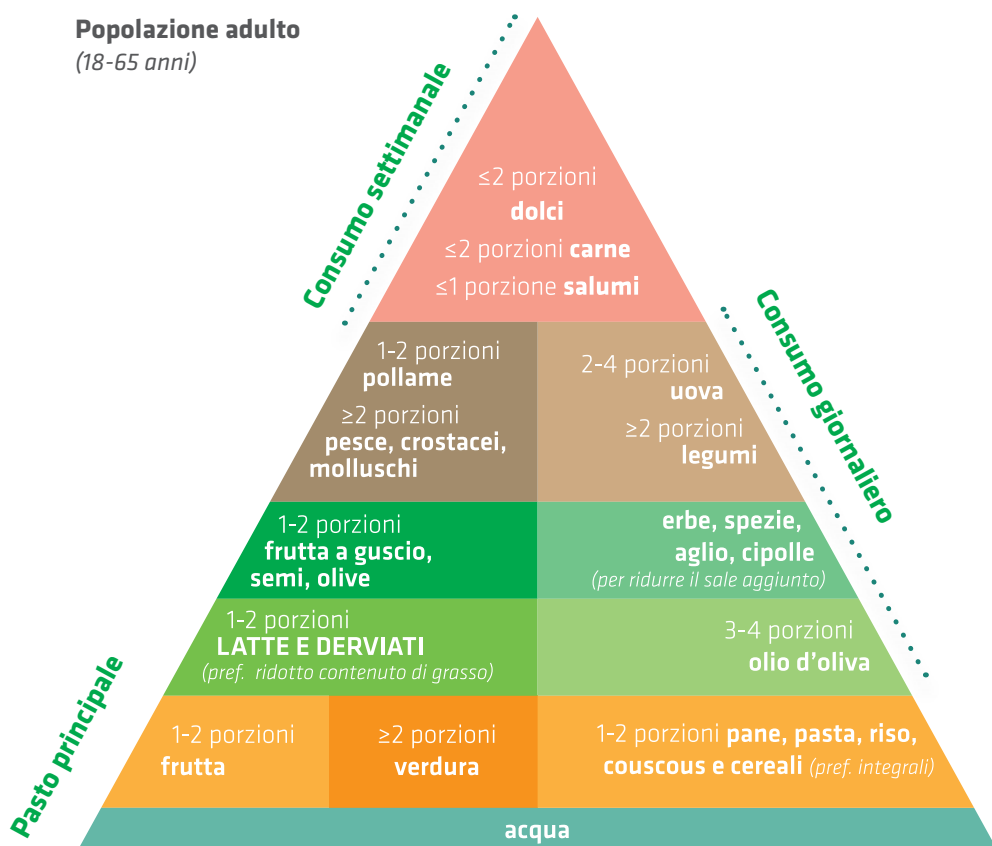 Popolazione adulto
(18-65 anni)
Consumo settimanale
≤2 porzioni
dolci
≤2 porzioni carne
≤1 porzione salumi
Consumo giornaliero
1-2 porzioni
pollame
≥2 porzioni
pesce, crostacei,
molluschi
2-4 porzioni
uova
≥2 porzioni
legumi
1-2 porzioni
frutta a guscio,
semi, olive
erbe, spezie,
aglio, cipolle
(per ridurre il sale aggiunto)
1-2 porzioni
LATTE E DERVIATI
(pref. ridotto contenuto di grasso)
3-4 porzioni
olio d'oliva
Pasto principale
1-2 porzioni
frutta
≥2 porzioni
verdura
1-2 porzioni pane, pasta, riso,
couscous e cereali (pref. integrali)
acqua